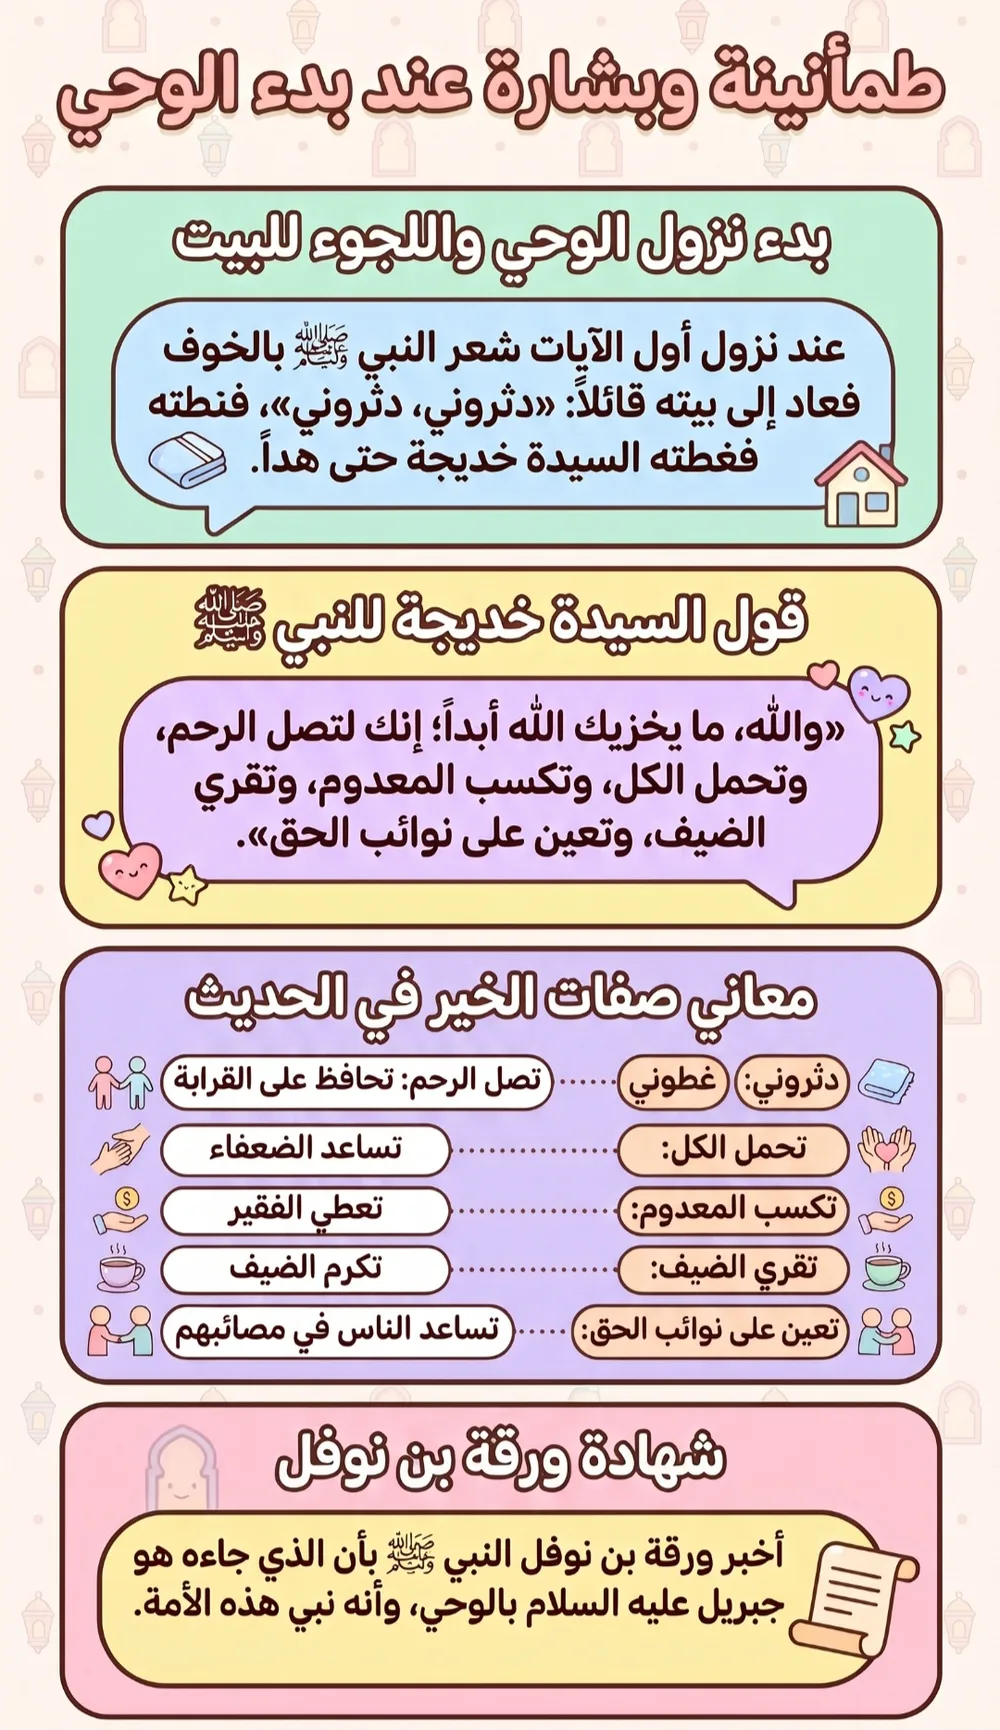 طمأنينة وبشارة عند بدء الوحي
بدء نزول الوحي واللجوء للبيت
عند نزول أول الآيات شعر النبي ﷺ بالخوف
فعاد إلى بيته قائلاً: «دثروني، دثروني»، فنطته
فغطته السيدة خديجة حتى هدأً.
قول السيدة خديجة للنبي ﷺ
«والله، ما يخزيك الله أبداً؛ إنك لتصل الرحم،
وتحمل الكل، وتكسب المعدوم، وتقري
الضيف، وتعين على نوائب الحق».
معاني صفات الخير في الحديث
دثروني: غطوني ...... تصل الرحم: تحافظ على القرابة
تحمل الكل: ...... تساعد الضعفاء
تكسب المعدوم: ...... تعطي الفقير
تقري الضيف: ...... تكرم الضيف
تعين على نوائب الحق: ...... تساعد الناس في مصائبهم
شهادة ورقة بن نوفل
أخبر ورقة بن نوفل النبي ﷺ بأن الذي جاءه هو
جبريل عليه السلام بالوحي، وأنه نبي هذه الأمة.